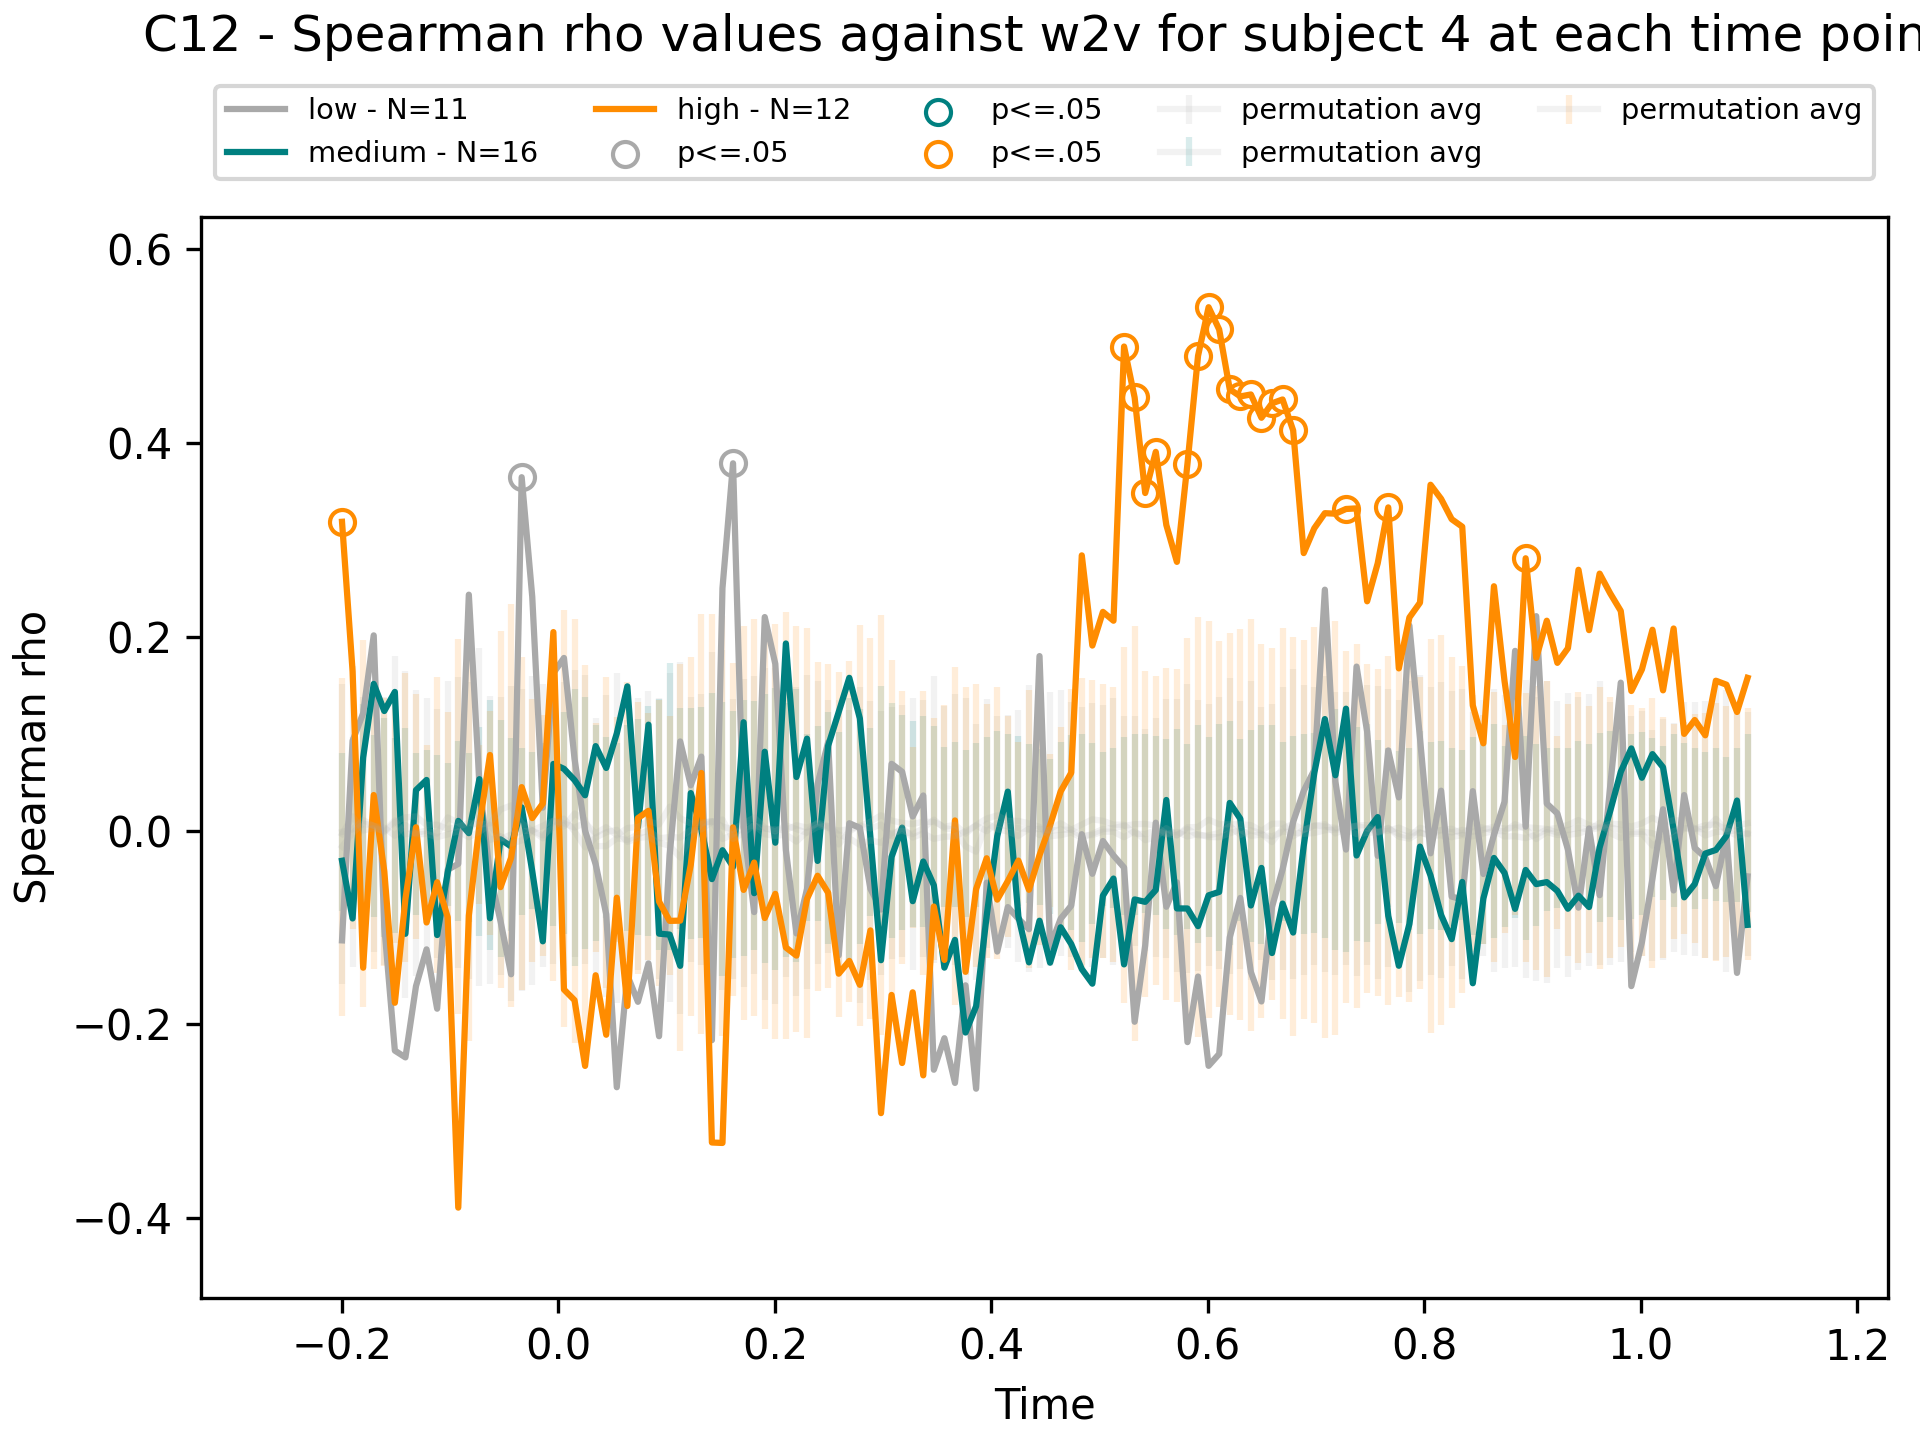 C12 - Spearman rho values against w2v for subject 4 at each time poin
low - N=11
medium - N=16
high - N=12
p<=.05
p<=.05
p<=.05
permutation avg
permutation avg
permutation avg
Spearman rho
0.6
0.4
0.2
0.0
−0.2
−0.4
−0.2 0.0 0.2 0.4 0.6 0.8 1.0 1.2
Time